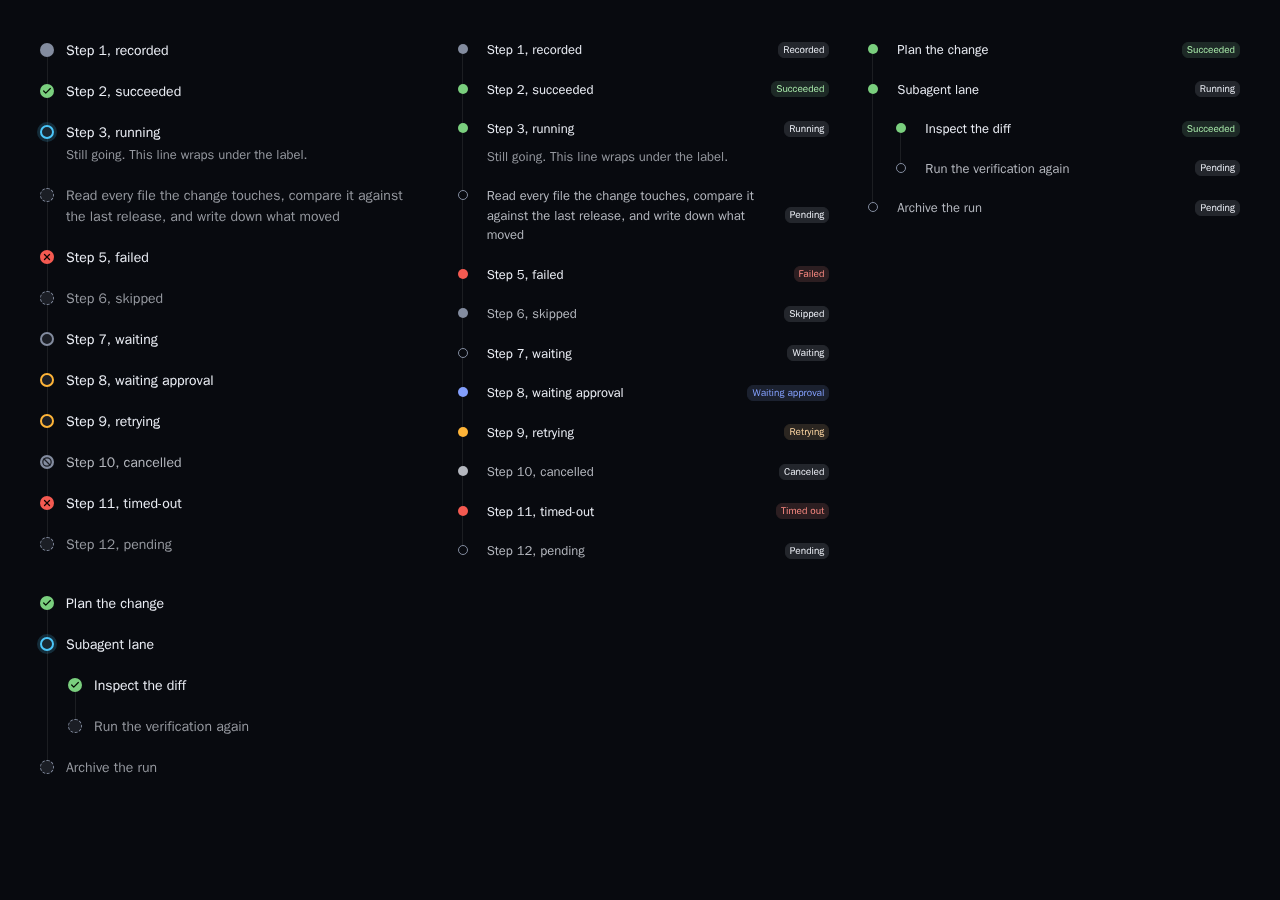 Step 1, recorded
Step 2, succeeded
Step 3, running
Still going. This line wraps under the label.
Read every file the change touches, compare it against
the last release, and write down what moved
Step 5, failed
Step 6, skipped
Step 7, waiting
Step 8, waiting approval
Step 9, retrying
Step 10, cancelled
Step 11, timed-out
Step 12, pending
Plan the change
Subagent lane
Inspect the diff
Run the verification again
Archive the run
Step 1, recorded Recorded
Step 2, succeeded Succeeded
Step 3, running Running
Still going. This line wraps under the label.
Read every file the change touches, compare it
against the last release, and write down what Pending
moved
Step 5, failed Failed
Step 6, skipped Skipped
Step 7, waiting Waiting
Step 8, waiting approval Waiting approval
Step 9, retrying Retrying
Step 10, cancelled Canceled
Step 11, timed-out Timed out
Step 12, pending Pending
Plan the change Succeeded
Subagent lane Running
Inspect the diff Succeeded
Run the verification again Pending
Archive the run Pending